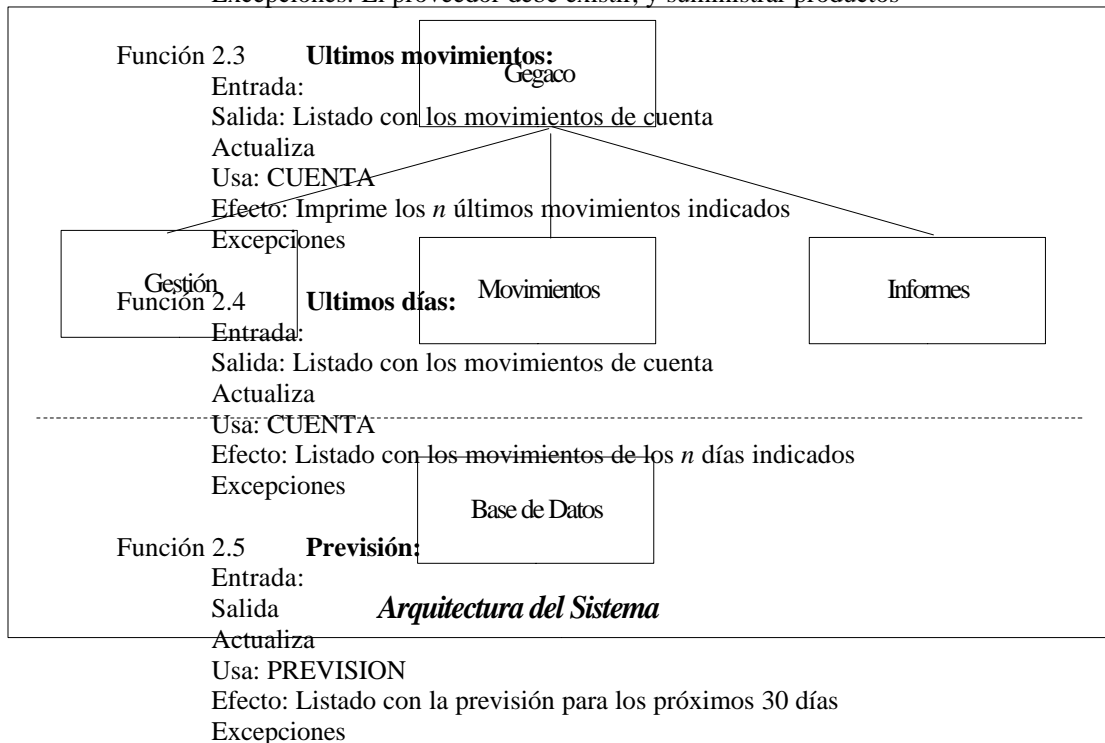 Excepciones: El proveedor debe existir, y suministrar productos
Función 2.3 Ultimos movimientos:
Gegaco
Entrada:
Salida: Listado con los movimientos de cuenta
Actualiza
Usa: CUENTA
Efecto: Imprime los n últimos movimientos indicados
Excepciones
Gestión
Movimientos
Informes
Función 2.4 Ultimos días:
Entrada:
Salida: Listado con los movimientos de cuenta
Actualiza
Usa: CUENTA
Efecto: Listado con los movimientos de los n días indicados
Excepciones
Base de Datos
Función 2.5 Previsión:
Entrada:
Salida
Arquitectura del Sistema
Actualiza
Usa: PREVISION
Efecto: Listado con la previsión para los próximos 30 días
Excepciones